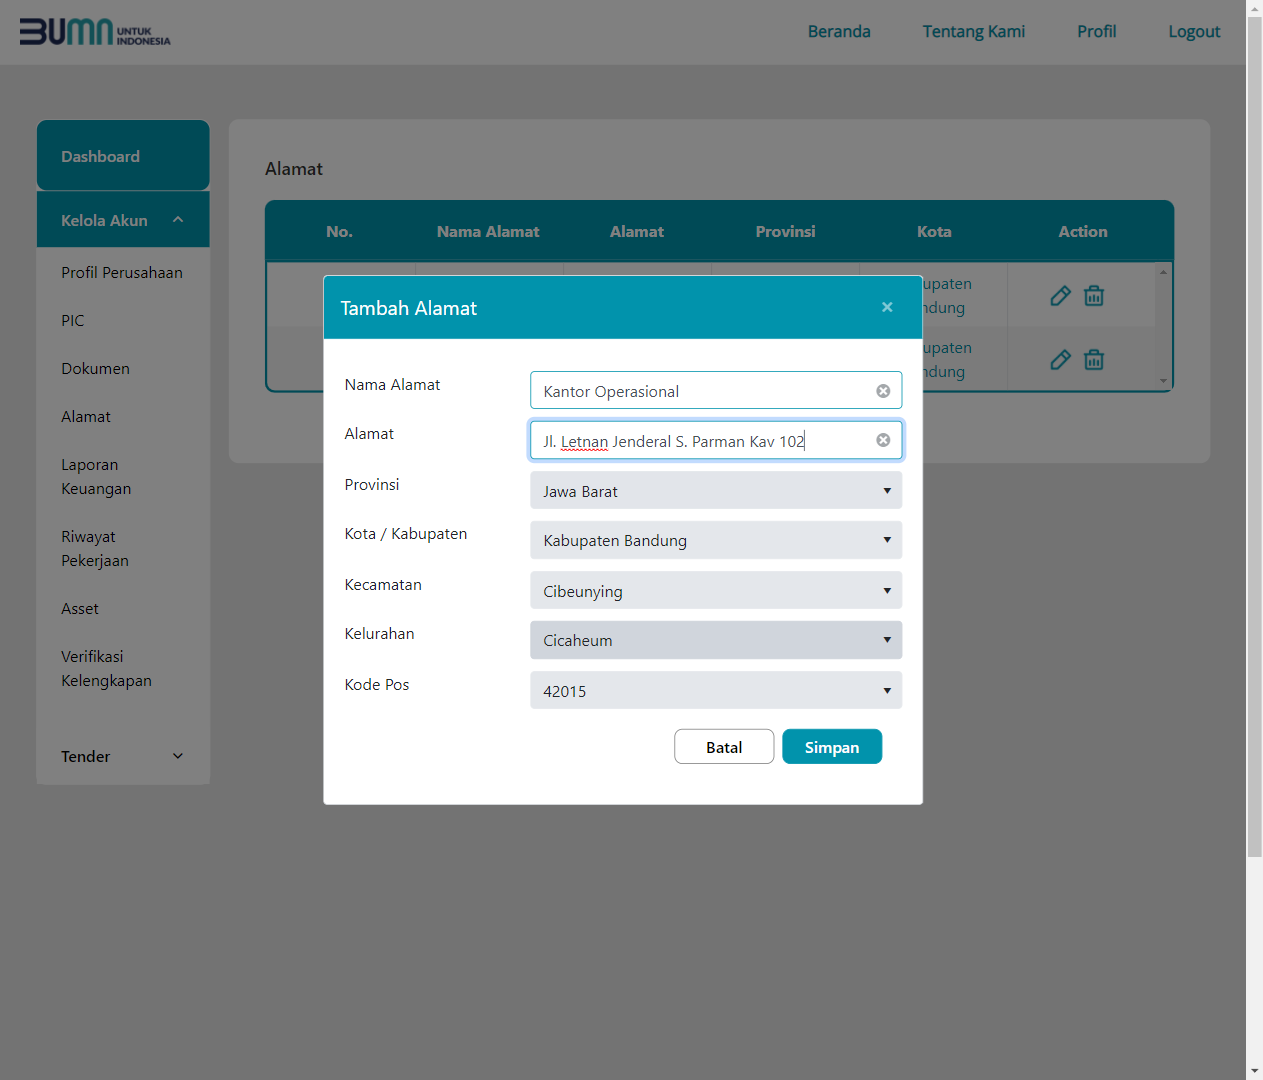 BUMN UNTUK INDONESIA
Beranda
Tentang Kami
Profil
Logout
Dashboard
Kelola Akun
Profil Perusahaan
PIC
Dokumen
Alamat
Laporan
Keuangan
Riwayat
Pekerjaan
Asset
Verifikasi
Kelengkapan
Tender
Alamat
No. Nama Alamat Alamat Provinsi Kota Action
upaten
ndung
upaten
ndung
Tambah Alamat
Nama Alamat Kantor Operasional
Alamat Jl. Letnan Jenderal S. Parman Kav 102
Provinsi Jawa Barat
Kota / Kabupaten Kabupaten Bandung
Kecamatan Cibeunying
Kelurahan Cicaheum
Kode Pos 42015
Batal Simpan